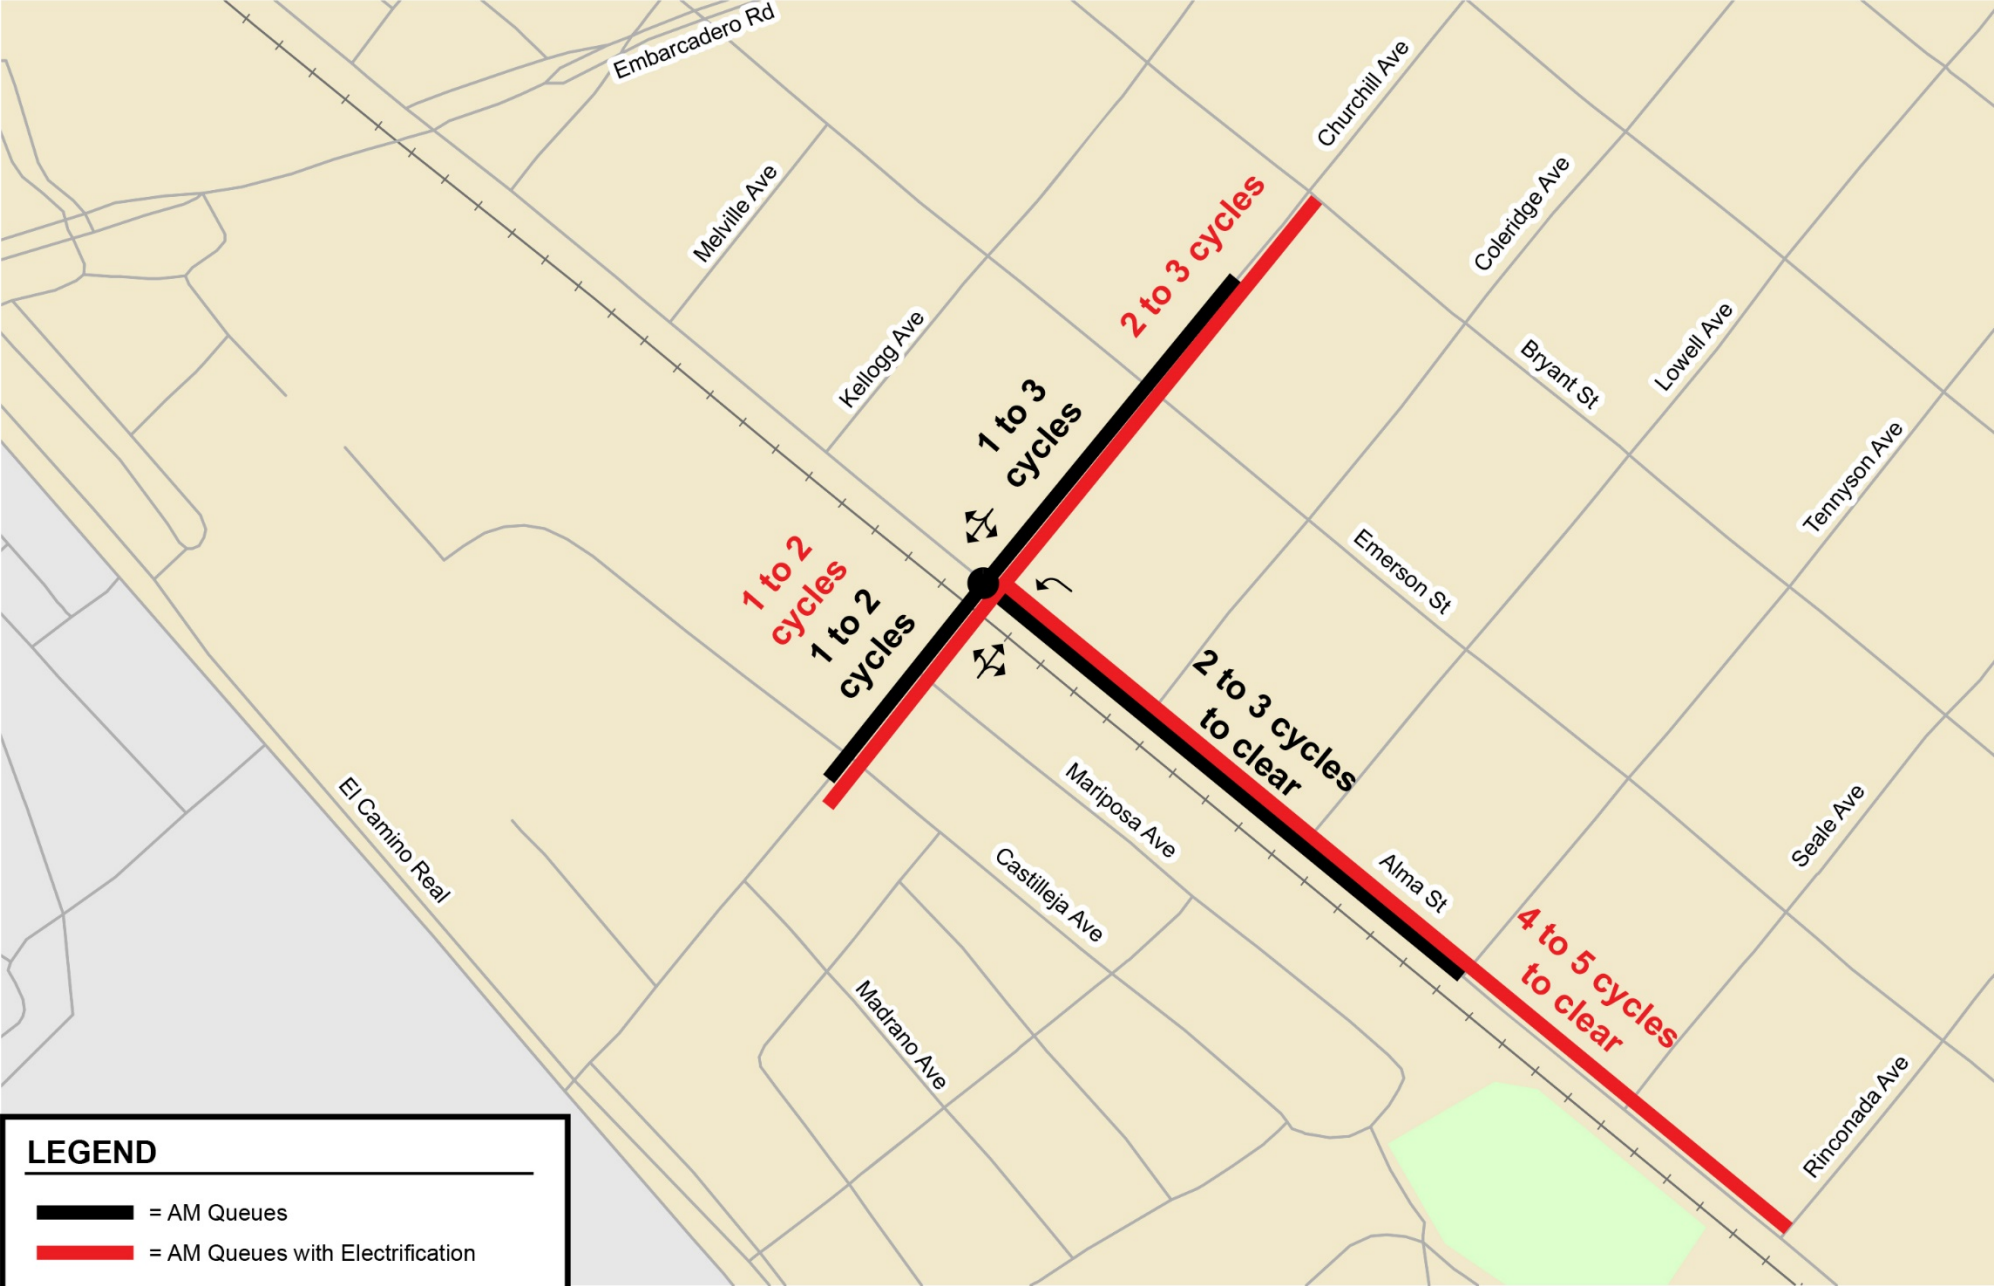 Embarcadero Rd
Churchill Ave
Melville Ave
Coleridge Ave
2 to 3 cycles
Kellogg Ave
Lowell Ave
Bryant St
1 to 3
cycles
Tennyson Ave
Emerson St
1 to 2
cycles
1 to 2
cycles
2 to 3 cycles
to clear
Mariposa Ave
El Camino Real
Castilleja Ave
Alma St
Seale Ave
4 to 5 cycles
to clear
Madrano Ave
Rinconada Ave
LEGEND
= AM Queues
= AM Queues with Electrification